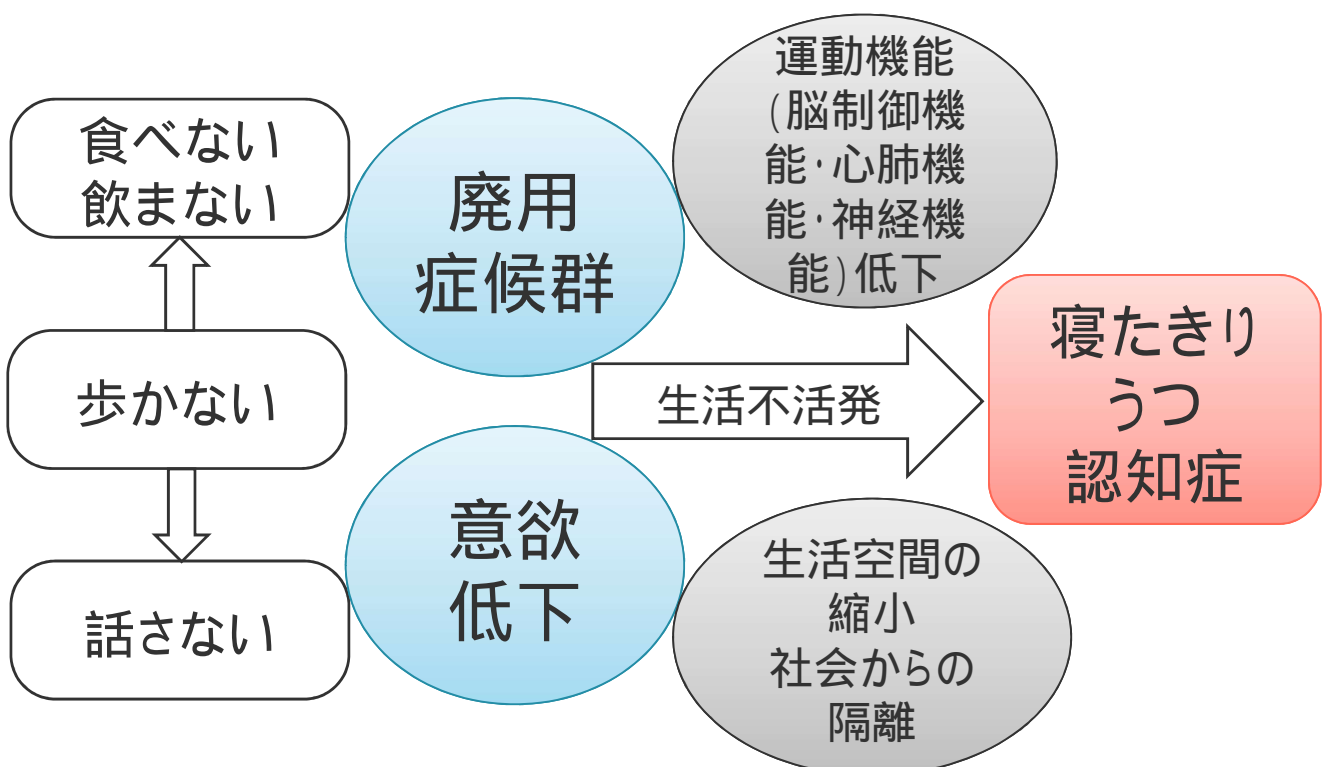 食べない
飲まない
歩かない
話さない
廃用
症候群
意欲
低下
運動機能
(脳制御機
能・心肺機
能・神経機
能)低下
生活不活発
生活空間の
縮小
社会からの
隔離
寝たきり
うつ
認知症